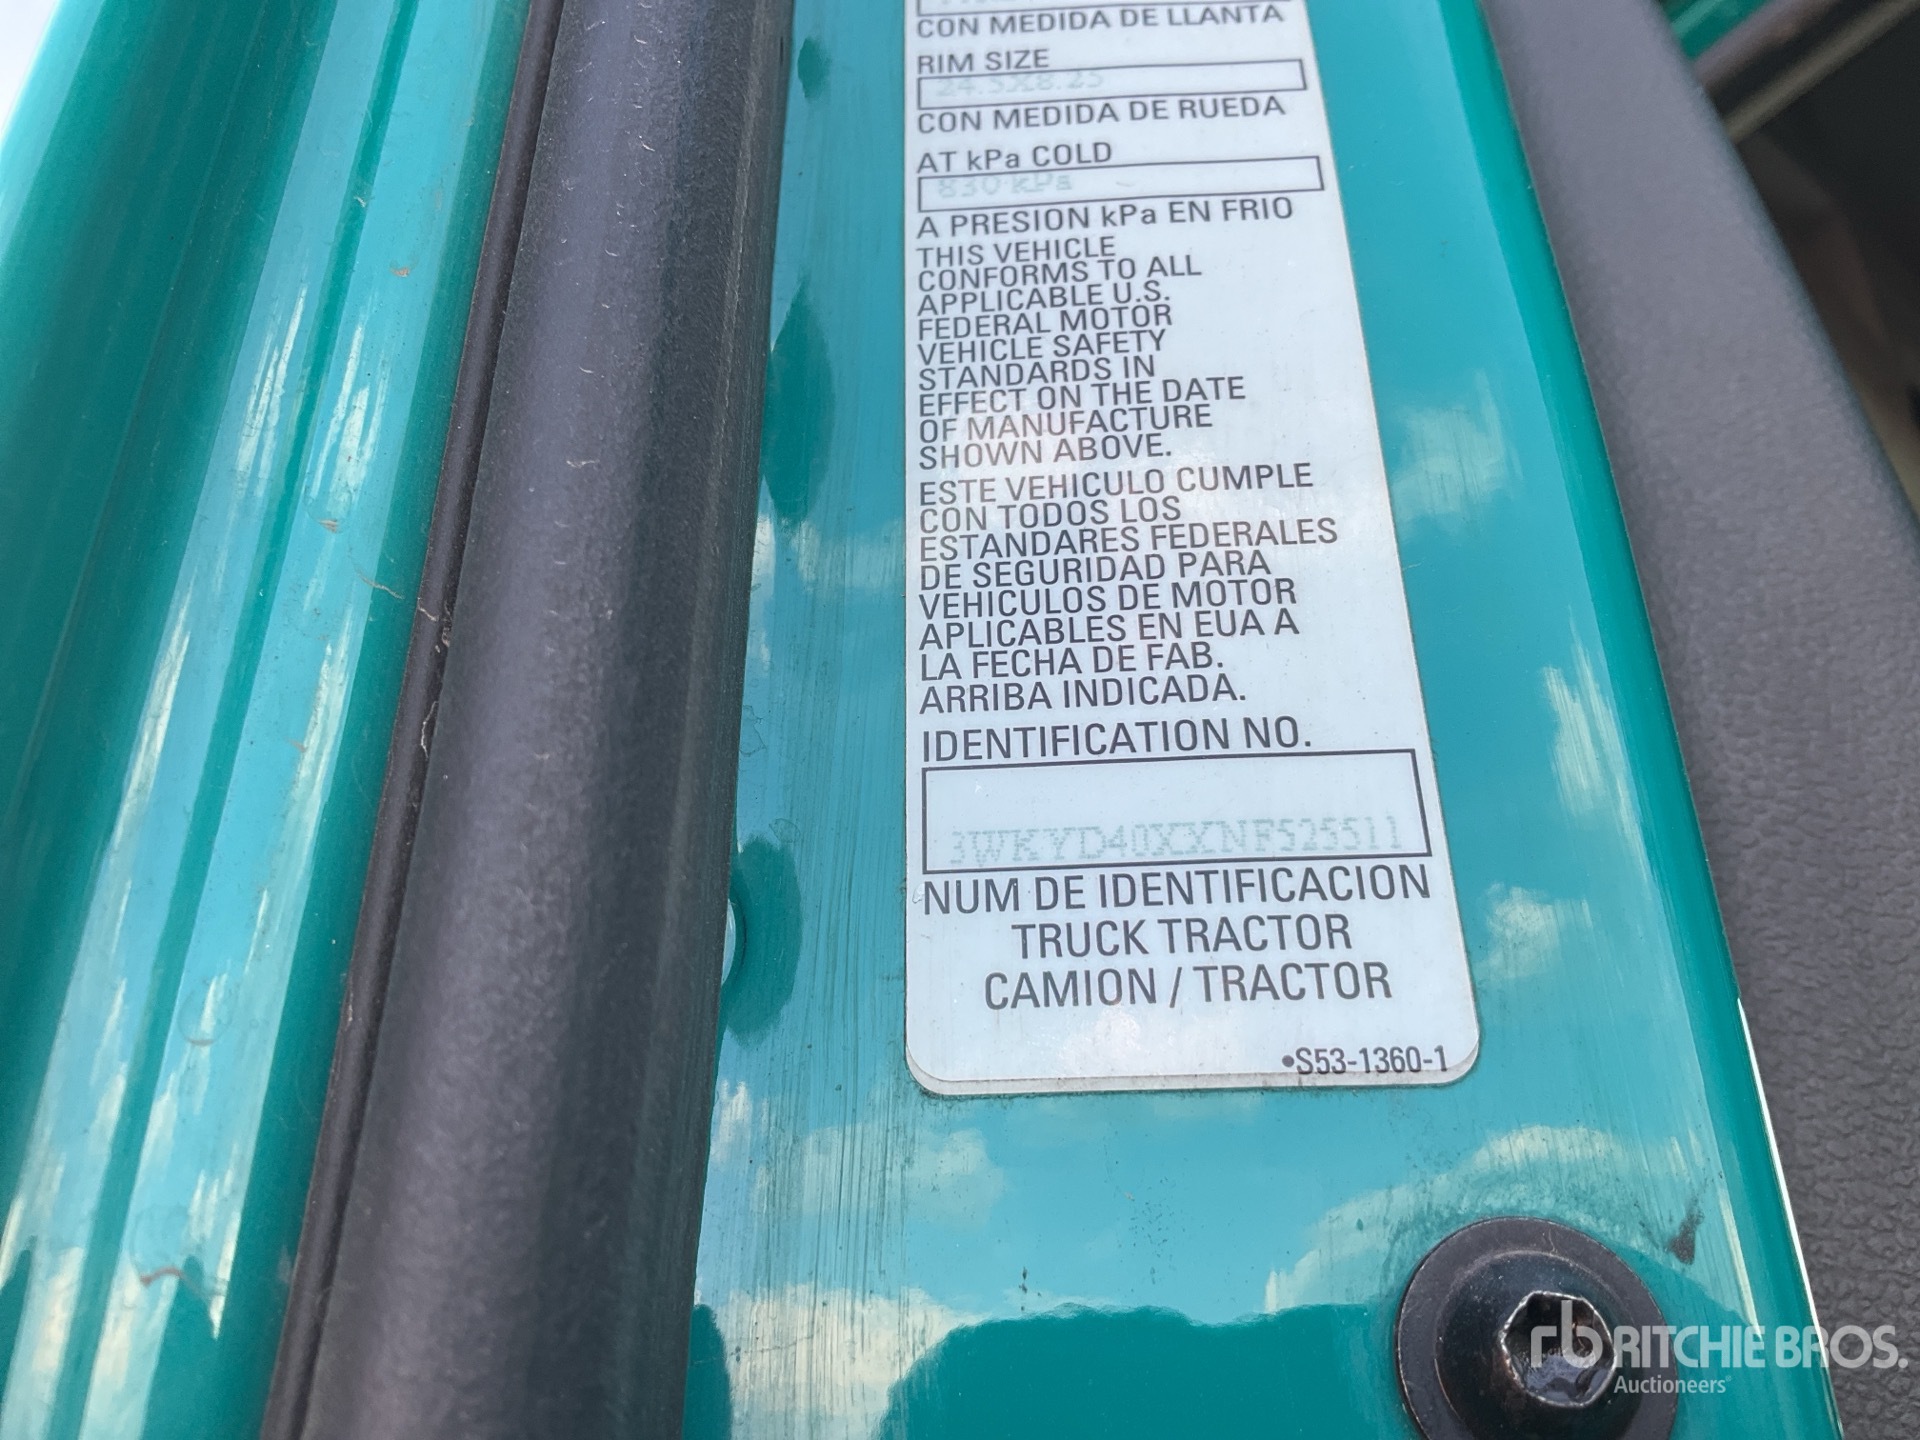 CON MEDIDA DE LLANTA
RIM SIZE
24.5X8.25
CON MEDIDA DE RUEDA
AT kPa COLD
830 kPa
A PRESION kPa EN FRIO
THIS VEHICLE
CONFORMS TO ALL
APPLICABLE U.S.
FEDERAL MOTOR
VEHICLE SAFETY
STANDARDS IN
EFFECT ON THE DATE
OF MANUFACTURE
SHOWN ABOVE.
ESTE VEHICULO CUMPLE
CON TODOS LOS
ESTANDARES FEDERALES
DE SEGURIDAD PARA
VEHICULOS DE MOTOR
APLICABLES EN EUA A
LA FECHA DE FAB.
ARRIBA INDICADA.
IDENTIFICATION NO.
3WKYD40XXNF525511
NUM DE IDENTIFICACION
TRUCK TRACTOR
CAMION / TRACTOR
•S53-1360-1
rb RITCHIE BROS.
Auctioneers